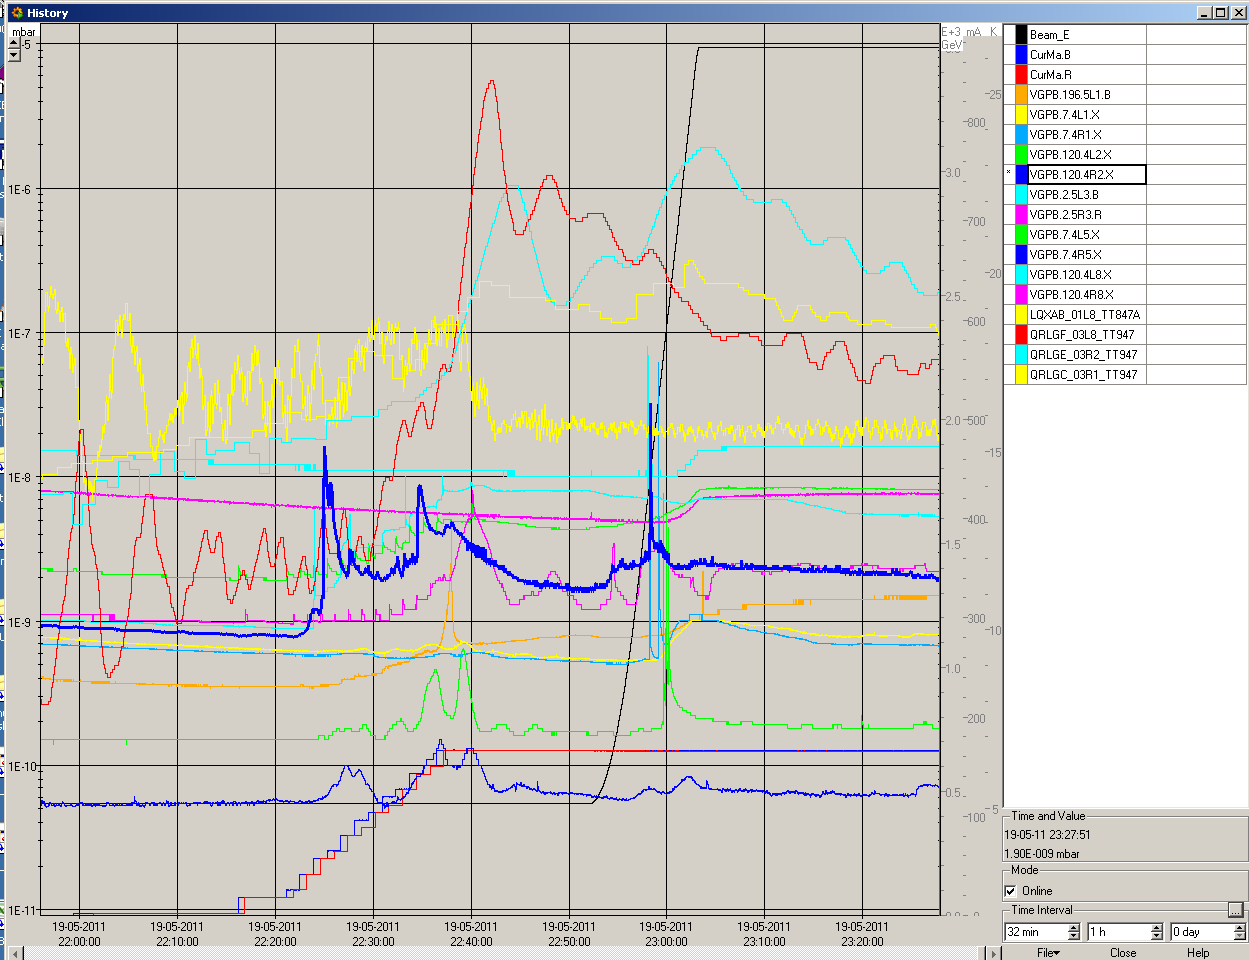 History
mbar
E+3 mA K
GeV
-5
1E-6
1E-7
1E-8
1E-9
1E-10
1E-11
25
800
3.0
700
20
2.5
600
2.0
500
15
400
1.5
300
10
1.0
200
0.5
5
100
19-05-2011
22:00:00
19-05-2011
22:10:00
19-05-2011
22:20:00
19-05-2011
22:30:00
19-05-2011
22:40:00
19-05-2011
22:50:00
19-05-2011
23:00:00
19-05-2011
23:10:00
19-05-2011
23:20:00
Beam_E
CurMa.B
CurMa.R
VGPB.196.5L1.B
VGPB.7.4L1.X
VGPB.7.4R1.X
VGPB.120.4L2.X
* VGPB.120.4R2.X
VGPB.2.5L3.B
VGPB.2.5R3.R
VGPB.7.4L5.X
VGPB.7.4R5.X
VGPB.120.4L8.X
VGPB.120.4R8.X
LQXAB_01L8_TT847A
QRLGF_03L8_TT947
QRLGE_03R2_TT947
QRLGC_03R1_TT947
Time and Value
19-05-11 23:27:51
1.90E-009 mbar
Mode
Online
Time Interval
...
32 min
1 h
0 day
File
Close
Help